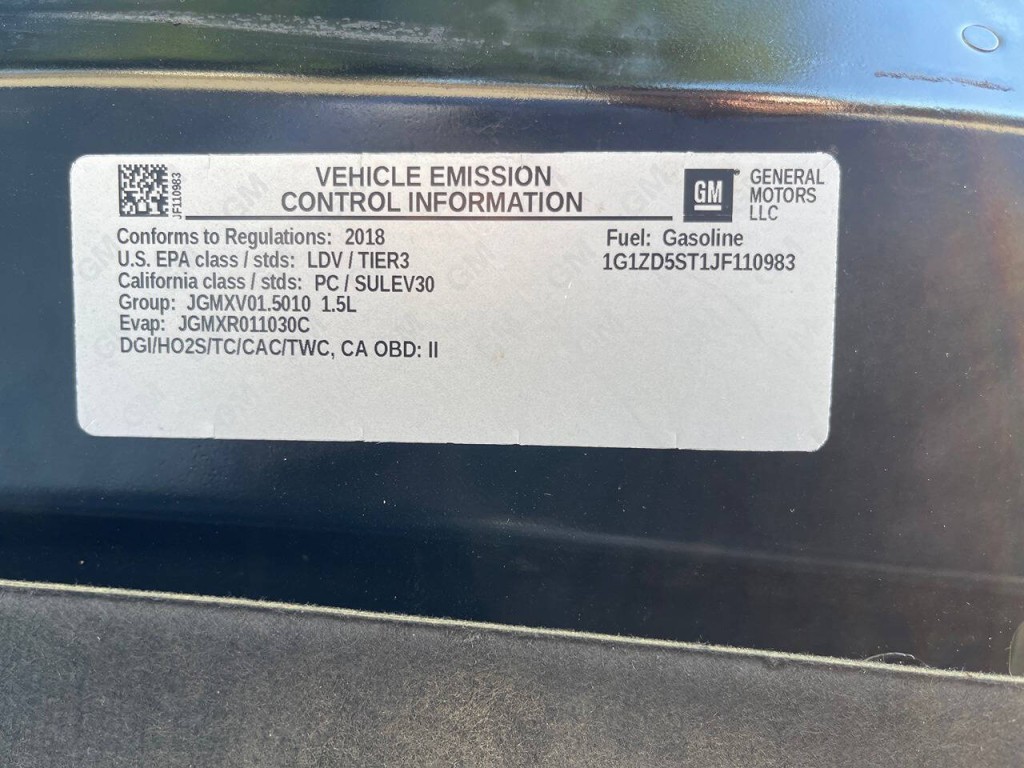 JF110983
VEHICLE EMISSION
CONTROL INFORMATION
GM
GENERAL
MOTORS
LLC
Conforms to Regulations: 2018
U.S. EPA class / stds: LDV / TIER3
California class / stds: PC / SULEV30
Group: JGMXV01.5010 1.5L
Evap: JGMXR011030C
DGI/HO2S/TC/CAC/TWC, CA OBD: II
Fuel: Gasoline
1G1ZD5ST1JF110983